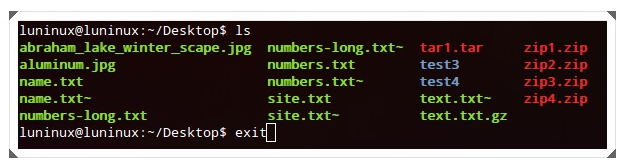 luninux@luninux:~/Desktop$ ls
abraham_lake_winter_scape.jpg numbers-long.txt~ tar1.tar zip1.zip
aluminum.jpg numbers.txt test3 zip2.zip
name.txt numbers.txt~ test4 zip3.zip
name.txt~ site.txt text.txt~ zip4.zip
numbers-long.txt site.txt~ text.txt.gz
luninux@luninux:~/Desktop$ exit